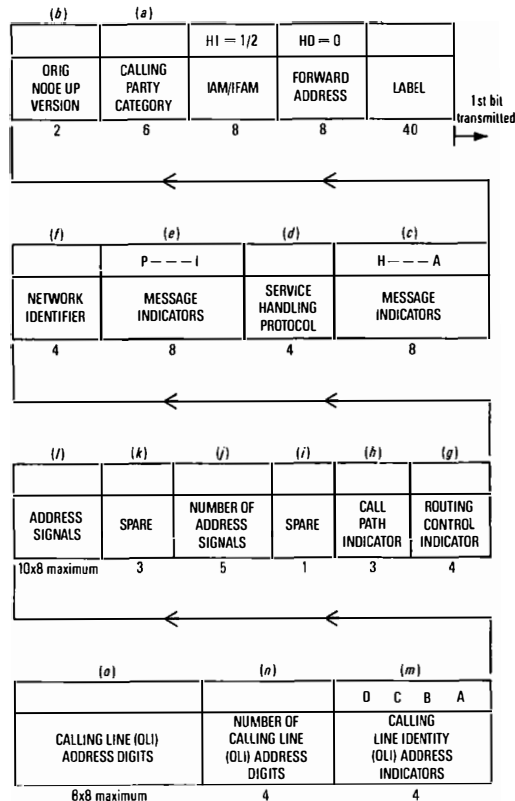 (b) (a)
HI = 1/2 H0 = 0
ORIG NODE UP VERSION
CALLING PARTY CATEGORY
IAM/IFAM
FORWARD ADDRESS
LABEL
1st bit transmitted
2 6 8 8 40
(f) (e) (d) (c)
P – – – I H – – – A
NETWORK IDENTIFIER
MESSAGE INDICATORS
SERVICE HANDLING PROTOCOL
MESSAGE INDICATORS
4 8 4 8
(l) (k) (j) (i) (h) (g)
ADDRESS SIGNALS
SPARE
NUMBER OF ADDRESS SIGNALS
SPARE
CALL PATH INDICATOR
ROUTING CONTROL INDICATOR
10x8 maximum 3 5 1 3 4
(o) (n) (m)
D C B A
CALLING LINE (OLI) ADDRESS DIGITS
NUMBER OF CALLING LINE (OLI) ADDRESS DIGITS
CALLING LINE IDENTITY (OLI) ADDRESS INDICATORS
6x8 maximum 4 4